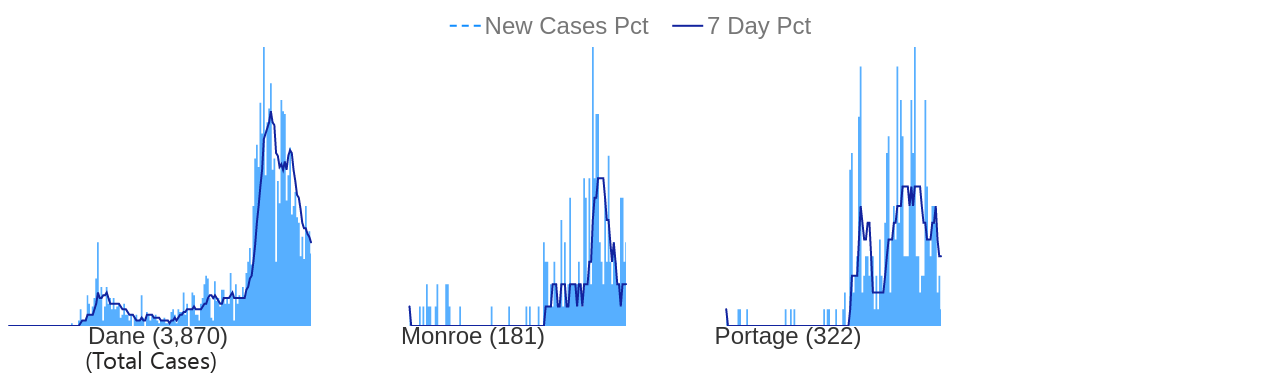 New Cases Pct 7 Day Pct
Dane (3,870) Monroe (181) Portage (322)
(Total Cases)